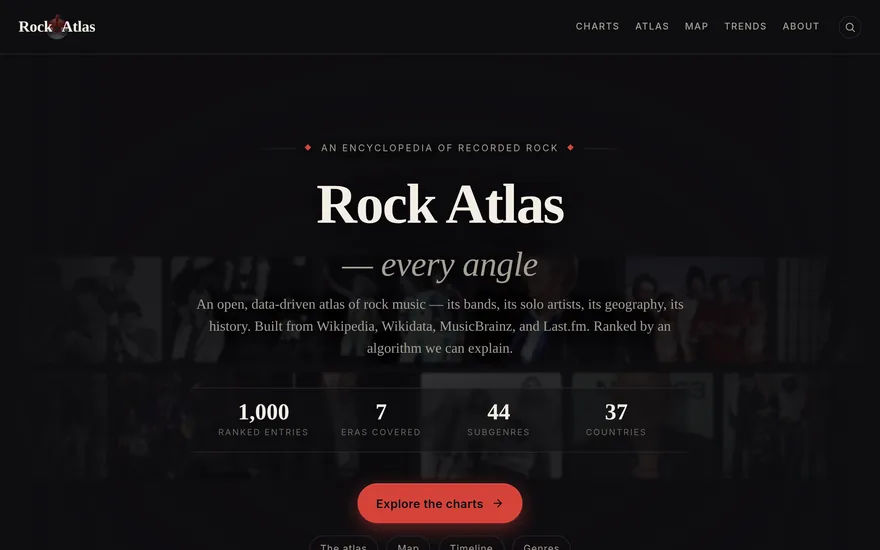 Rock Atlas
CHARTS ATLAS MAP TRENDS ABOUT
AN ENCYCLOPEDIA OF RECORDED ROCK
Rock Atlas
— every angle
An open, data-driven atlas of rock music — its bands, its solo artists, its geography, its
history. Built from Wikipedia, Wikidata, MusicBrainz, and Last.fm. Ranked by an
algorithm we can explain.
1,000 7 44 37
RANKED ENTRIES ERAS COVERED SUBGENRES COUNTRIES
Explore the charts →
The atlas Map Timeline Genres